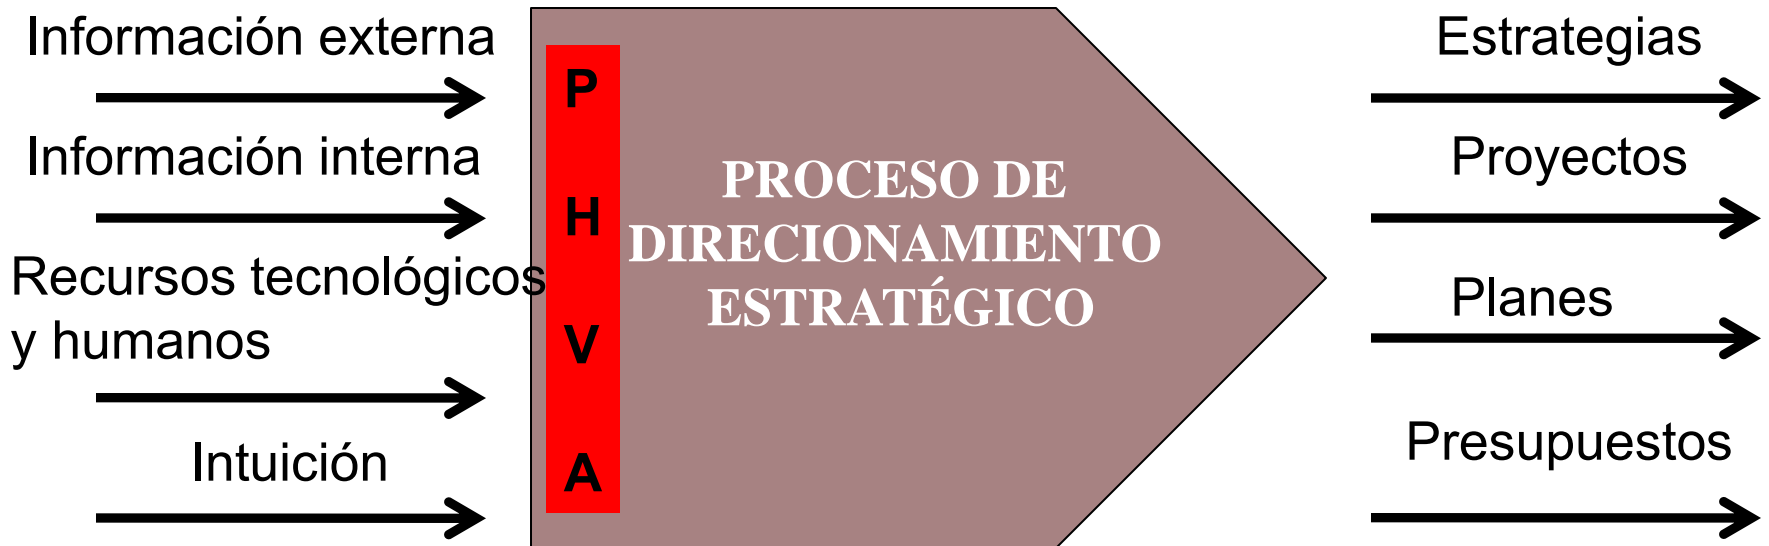 Información externa
Información interna
Recursos tecnológicos
y humanos
Intuición
P
H
V
A
PROCESO DE
DIRECIONAMIENTO
ESTRATÉGICO
Estrategias
Proyectos
Planes
Presupuestos